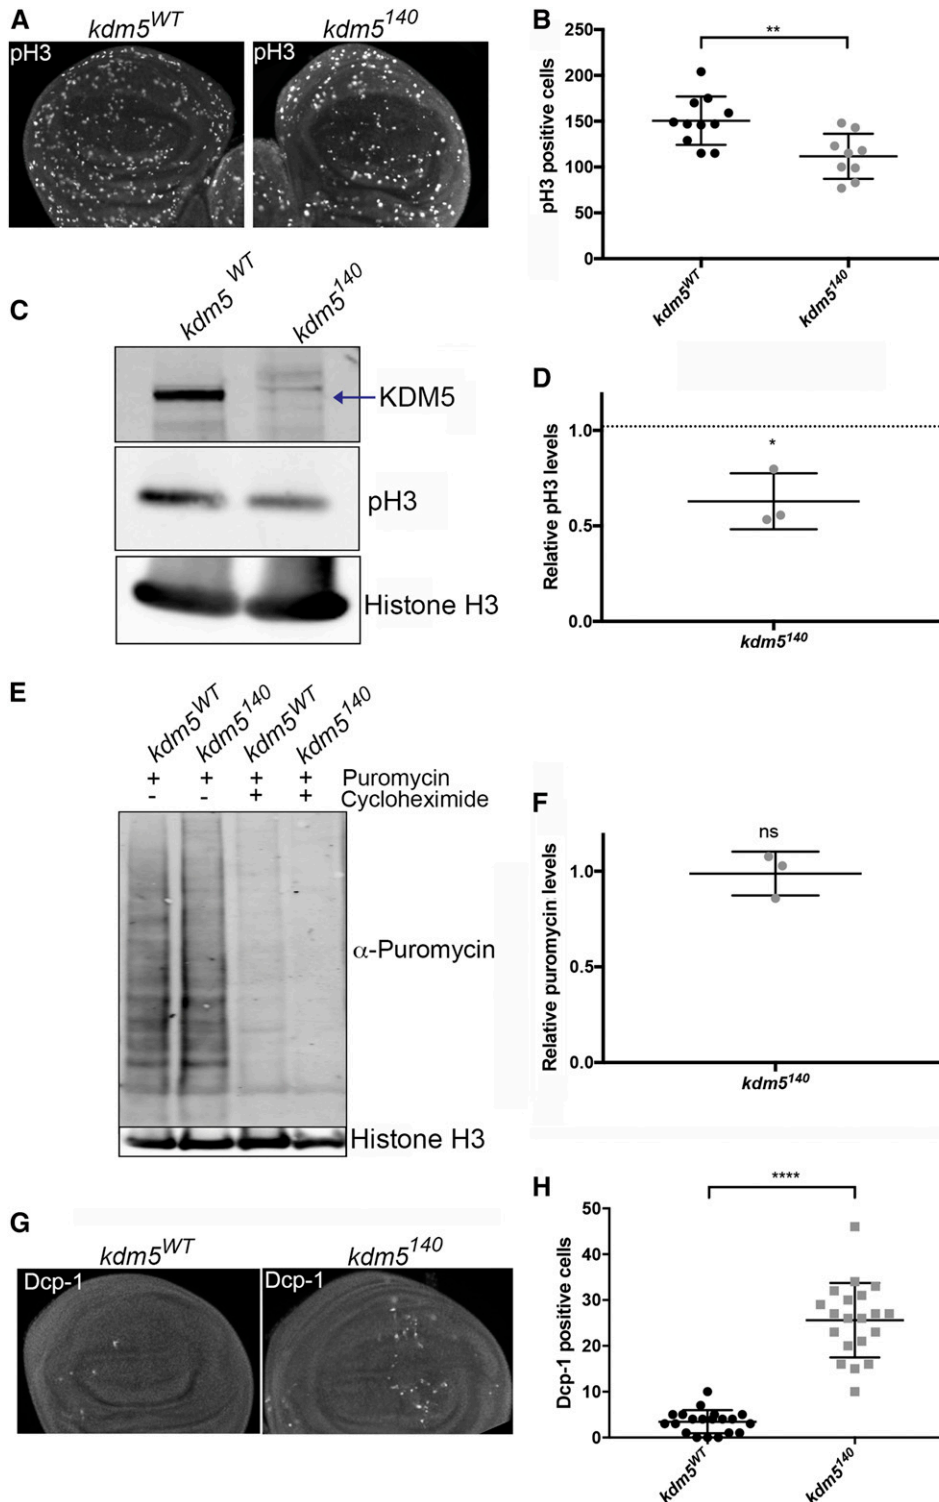 A
kdm5WT
kdm5140
pH3
pH3
B
250
200
150
100
50
0
pH3 positive cells
**
kdm5WT
kdm5140
C
kdm5 WT
kdm5140
KDM5
pH3
Histone H3
D
1.0
0.5
0.0
Relative pH3 levels
*
kdm5140
E
kdm5WT
kdm5140
kdm5WT
kdm5140
+ + + + Puromycin
- - + + Cycloheximide
α-Puromycin
Histone H3
F
1.0
0.5
0.0
Relative puromycin levels
ns
kdm5140
G
kdm5WT
kdm5140
Dcp-1
Dcp-1
H
50
40
30
20
10
0
Dcp-1 positive cells
****
kdm5WT
kdm5140